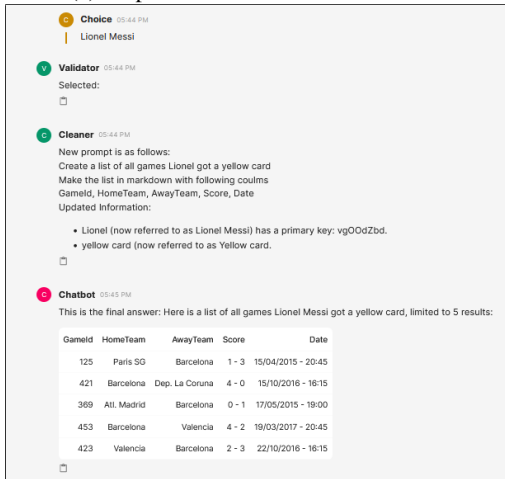 C Choice 05:44 PM
Lionel Messi
V Validator 05:44 PM
Selected:
C Cleaner 05:44 PM
New prompt is as follows:
Create a list of all games Lionel got a yellow card
Make the list in markdown with following coulms
GameId, HomeTeam, AwayTeam, Score, Date
Updated Information:
• Lionel (now referred to as Lionel Messi) has a primary key: vgOOdZbd.
• yellow card (now referred to as Yellow card.
C Chatbot 05:45 PM
This is the final answer: Here is a list of all games Lionel Messi got a yellow card, limited to 5 results:
GameId HomeTeam AwayTeam Score Date
125 Paris SG Barcelona 1 - 3 15/04/2015 - 20:45
421 Barcelona Dep. La Coruna 4 - 0 15/10/2016 - 16:15
369 Atl. Madrid Barcelona 0 - 1 17/05/2015 - 19:00
453 Barcelona Valencia 4 - 2 19/03/2017 - 20:45
423 Valencia Barcelona 2 - 3 22/10/2016 - 16:15